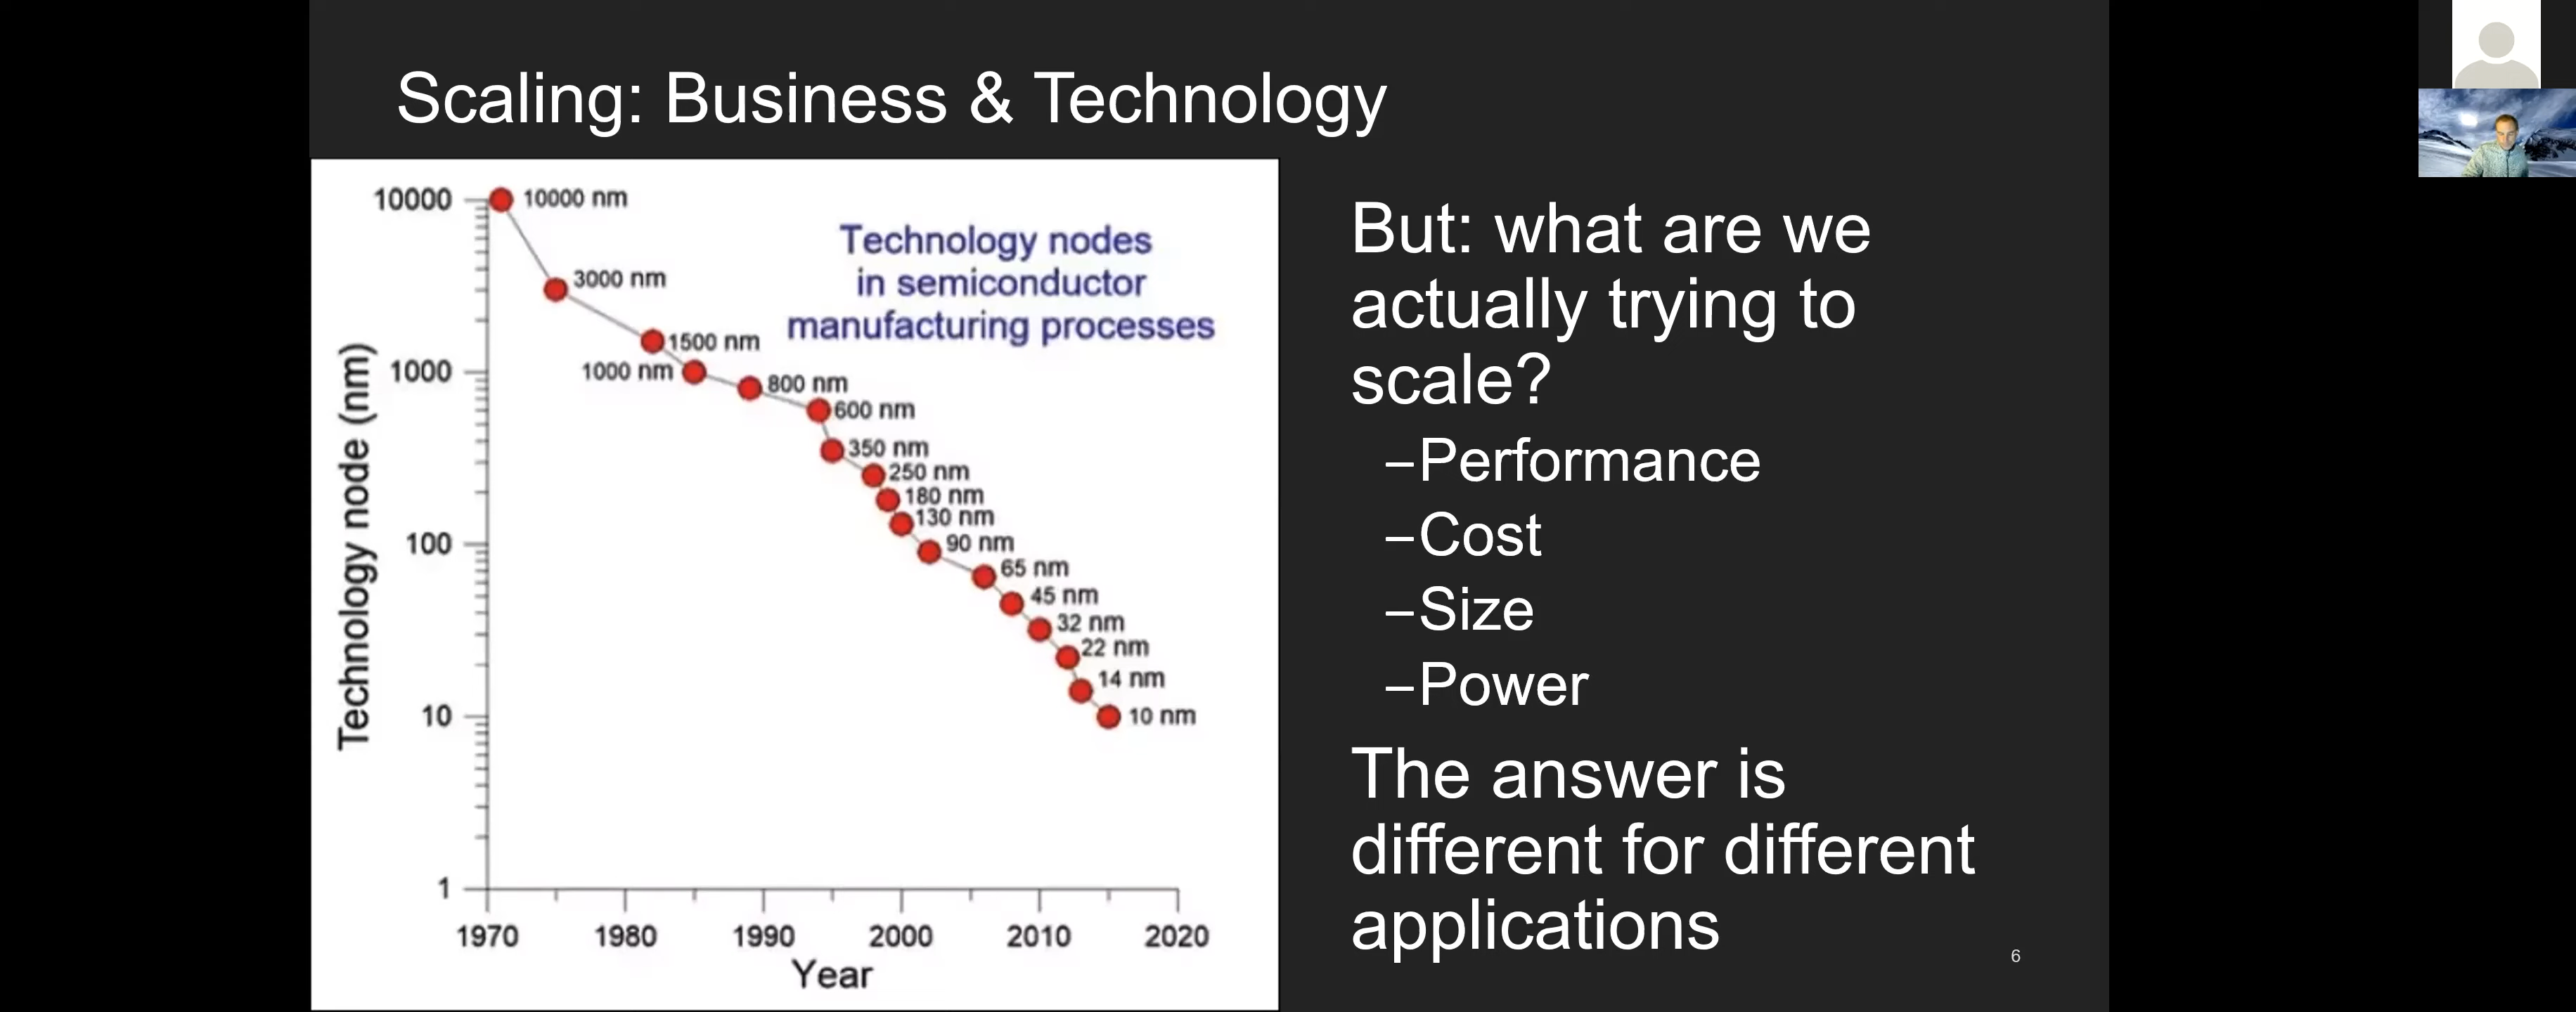 Scaling: Business & Technology
Technology nodes
in semiconductor
manufacturing processes
Technology node (nm)
10000
1000
100
10
1
10000 nm
3000 nm
1500 nm
1000 nm
800 nm
600 nm
350 nm
250 nm
180 nm
130 nm
90 nm
65 nm
45 nm
32 nm
22 nm
14 nm
10 nm
1970 1980 1990 2000 2010 2020
Year
But: what are we
actually trying to
scale?
–Performance
–Cost
–Size
–Power
The answer is
different for different
applications
6